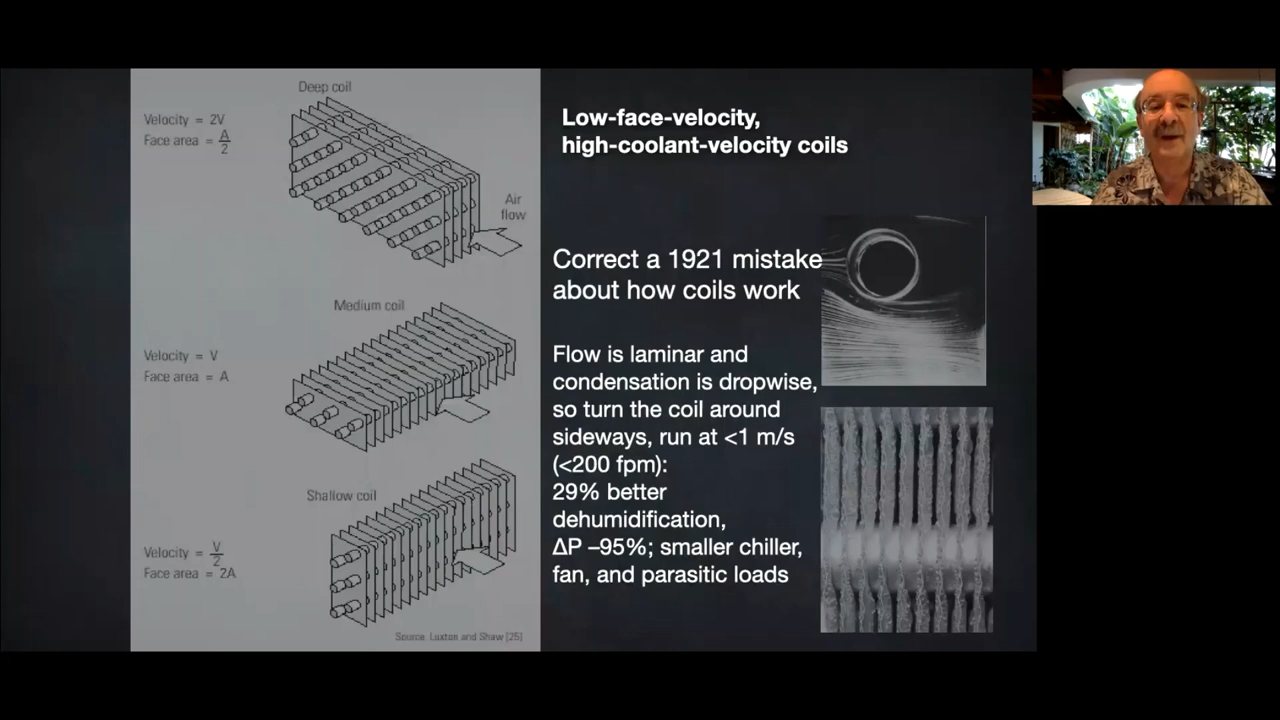 Deep coil
Velocity = 2V
Face area = A/2
Air
flow
Medium coil
Velocity = V
Face area = A
Shallow coil
Velocity = V/2
Face area = 2A
Source: Luxton and Shaw [25]
Low-face-velocity,
high-coolant-velocity coils
Correct a 1921 mistake
about how coils work
Flow is laminar and
condensation is dropwise,
so turn the coil around
sideways, run at <1 m/s
(<200 fpm):
29% better
dehumidification,
ΔP –95%; smaller chiller,
fan, and parasitic loads